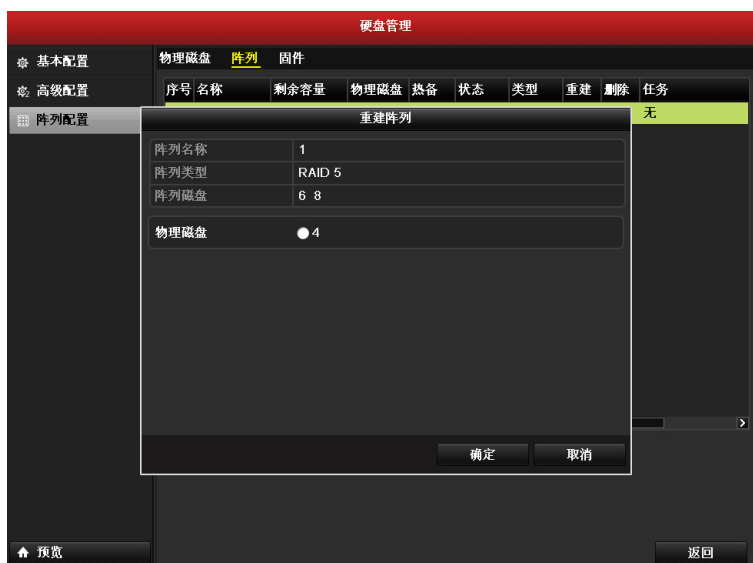 硬盘管理
基本配置
高级配置
阵列配置
物理磁盘 阵列 固件
序号 名称 剩余容量 物理磁盘 热备 状态 类型 重建 删除 任务
无
重建阵列
阵列名称 1
阵列类型 RAID 5
阵列磁盘 6 8
物理磁盘 4
确定 取消
预览 返回